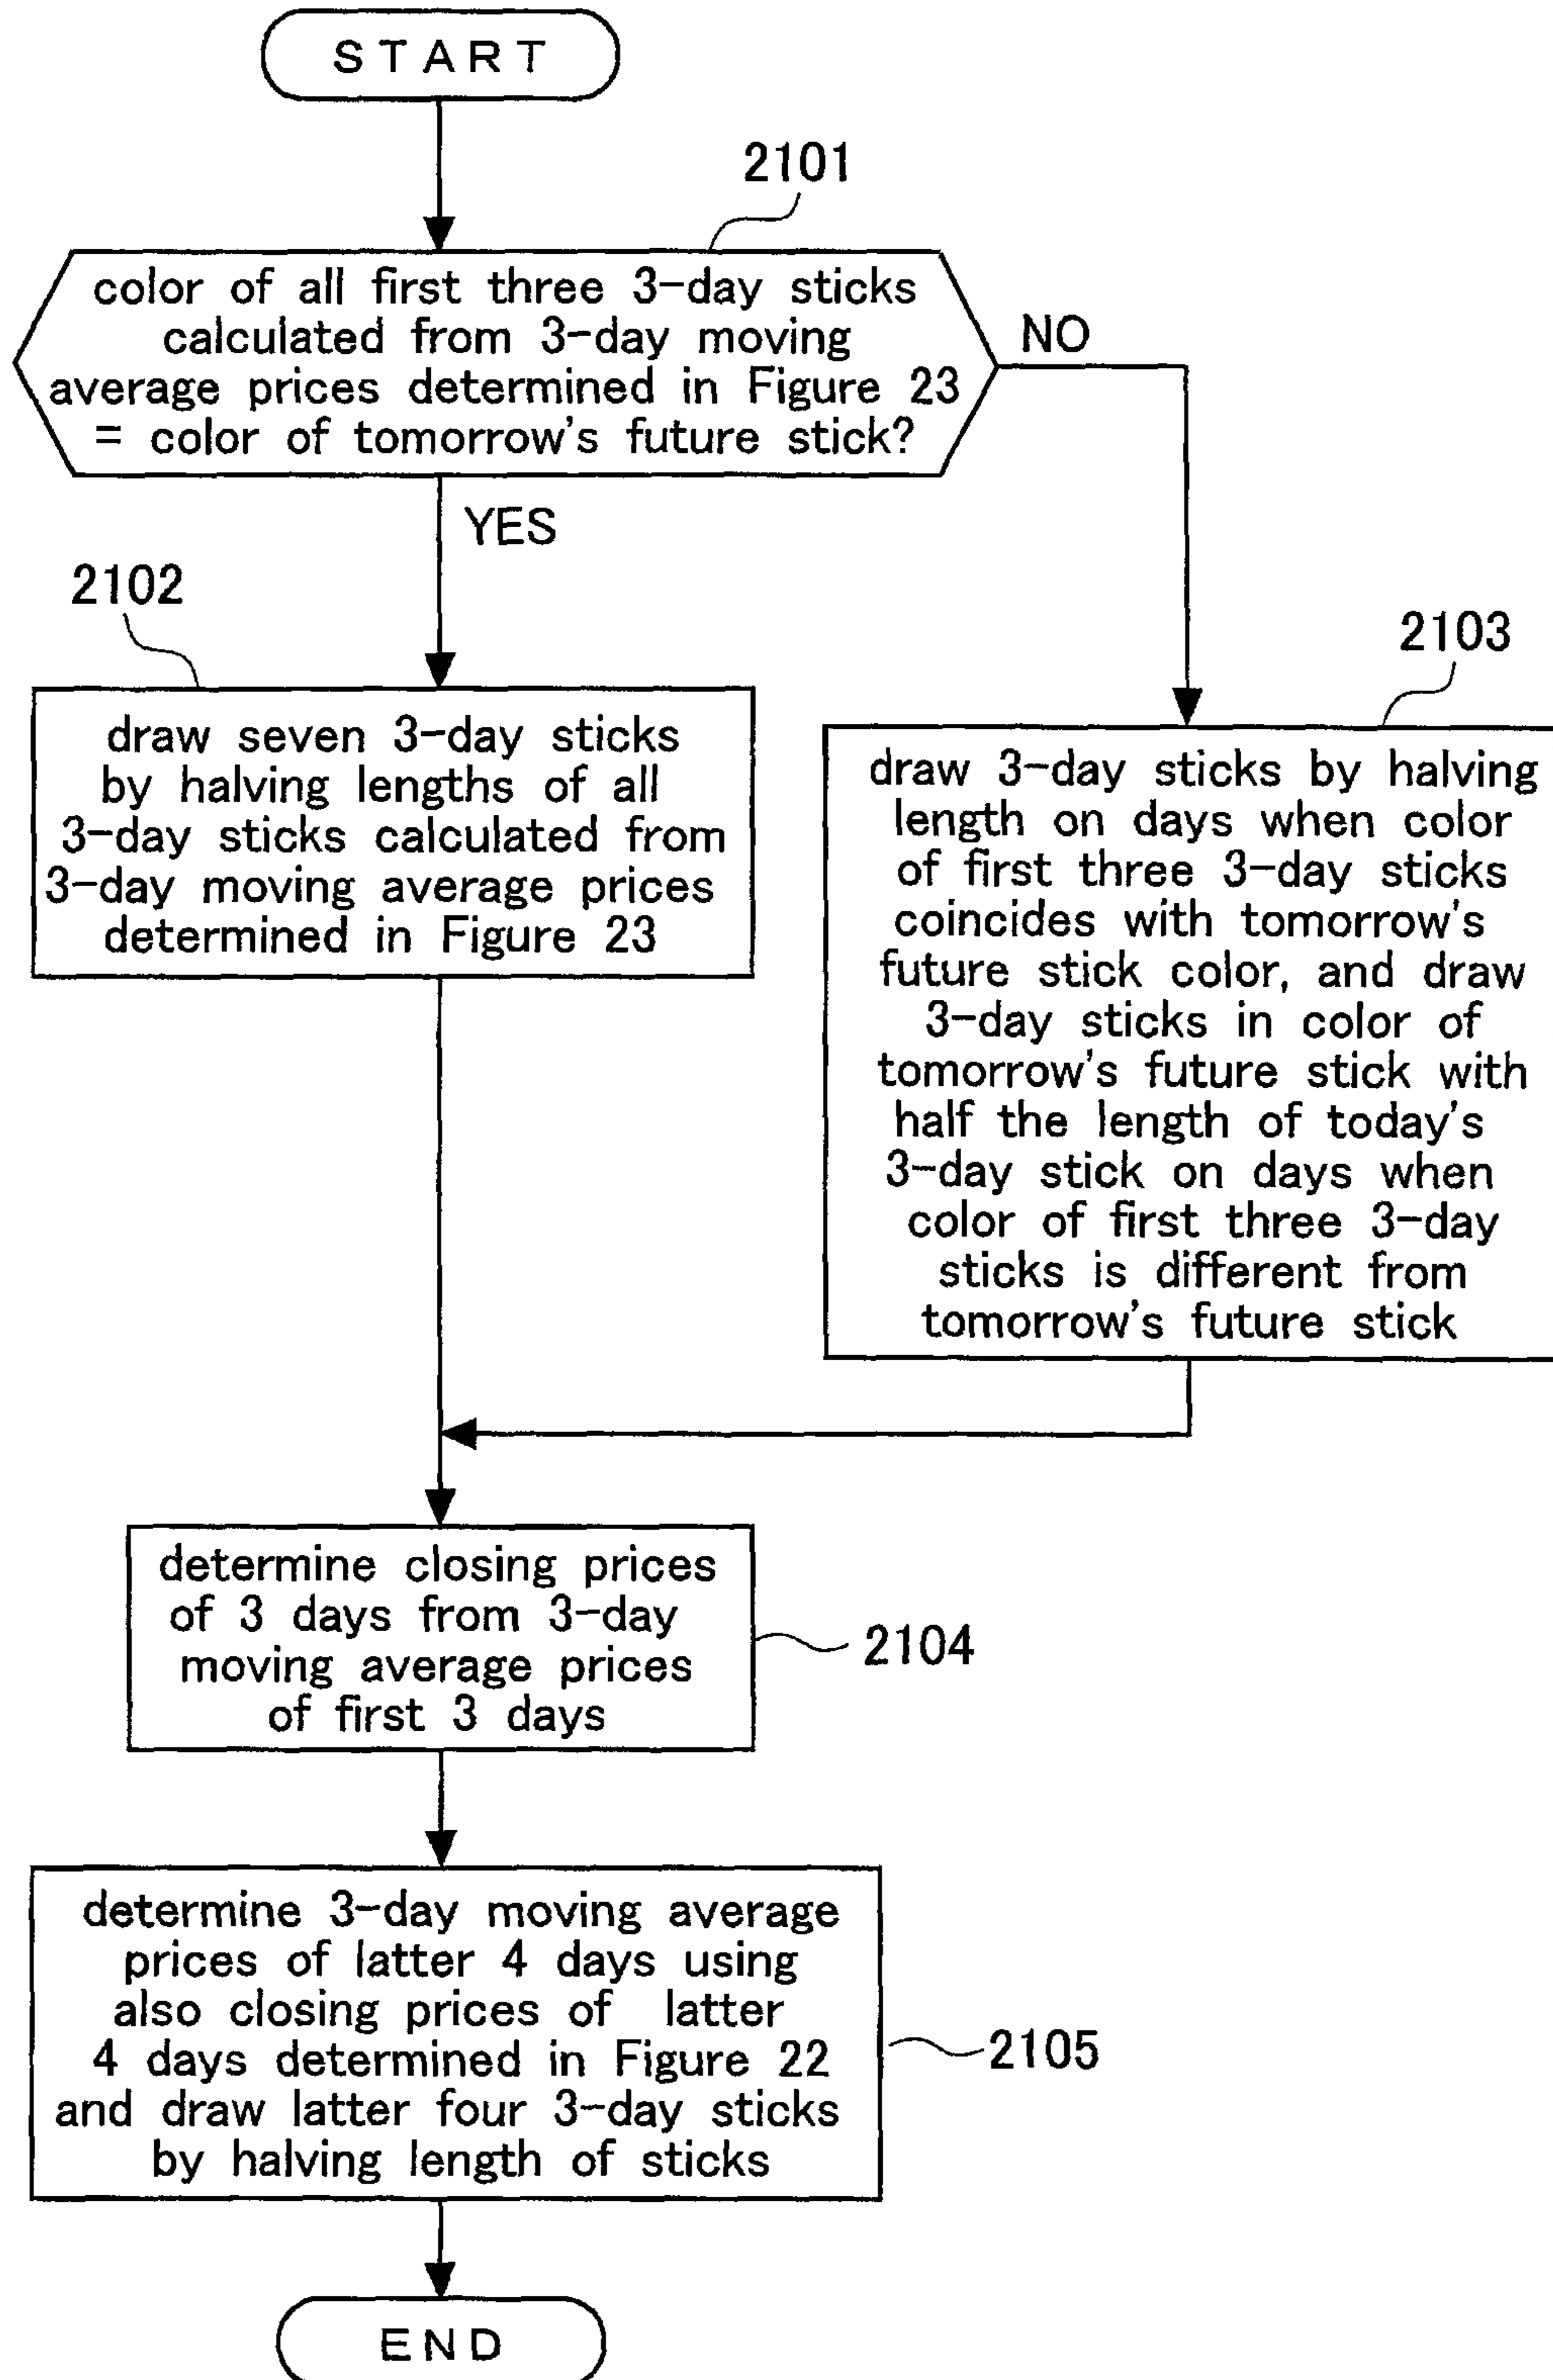 START
2101
color of all first three 3-day sticks
calculated from 3-day moving
average prices determined in Figure 23
= color of tomorrow's future stick?
NO
YES
2102
draw seven 3-day sticks
by halving lengths of all
3-day sticks calculated from
3-day moving average prices
determined in Figure 23
2103
draw 3-day sticks by halving
length on days when color
of first three 3-day sticks
coincides with tomorrow's
future stick color, and draw
3-day sticks in color of
tomorrow's future stick with
half the length of today's
3-day stick on days when
color of first three 3-day
sticks is different from
tomorrow's future stick
determine closing prices
of 3 days from 3-day
moving average prices
of first 3 days
2104
determine 3-day moving average
prices of latter 4 days using
also closing prices of latter
4 days determined in Figure 22
and draw latter four 3-day sticks
by halving length of sticks
2105
END